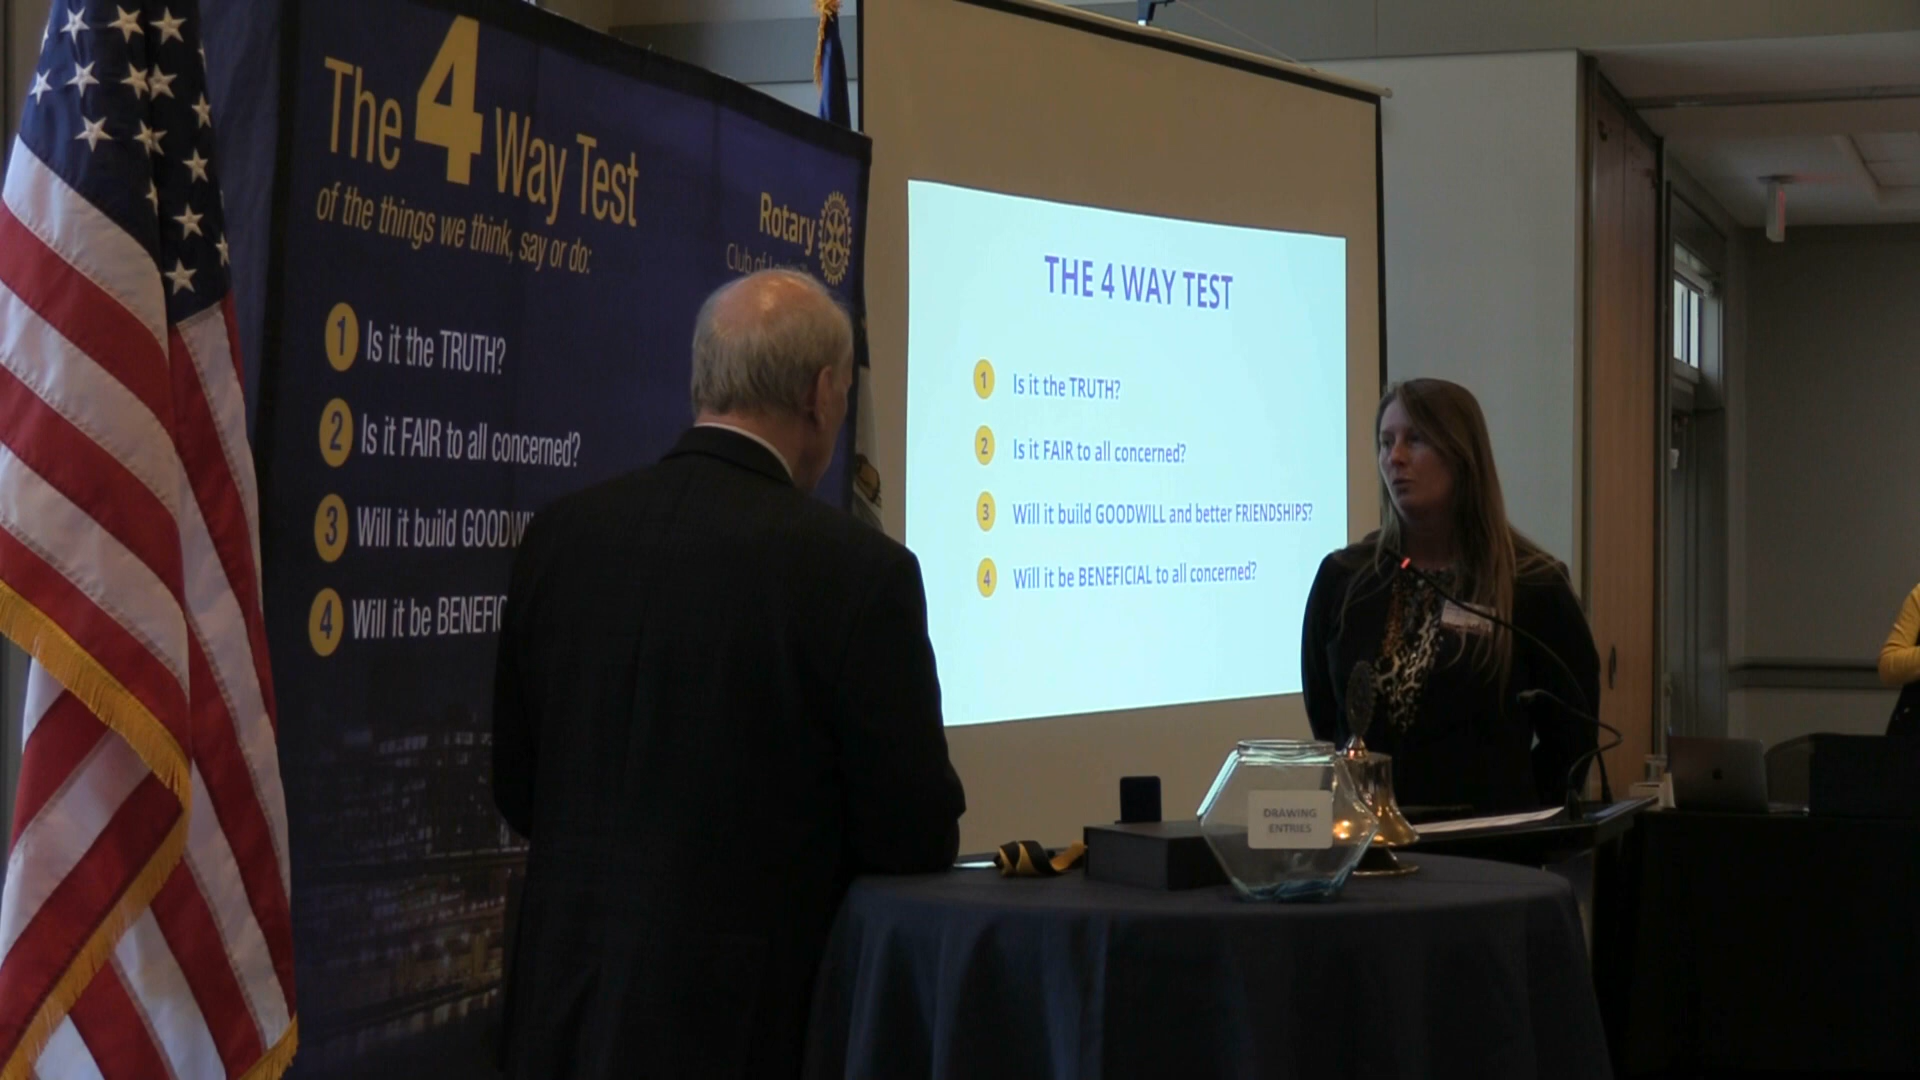 The 4 Way Test
of the things we think, say or do:
Rotary
Club of
1 Is it the TRUTH?
2 Is it FAIR to all concerned?
3 Will it build
4 Will it be
THE 4 WAY TEST
1 Is it the TRUTH?
2 Is it FAIR to all concerned?
3 Will it build GOODWILL and better FRIENDSHIPS?
4 Will it be BENEFICIAL to all concerned?
DRAWING
ENTRIES